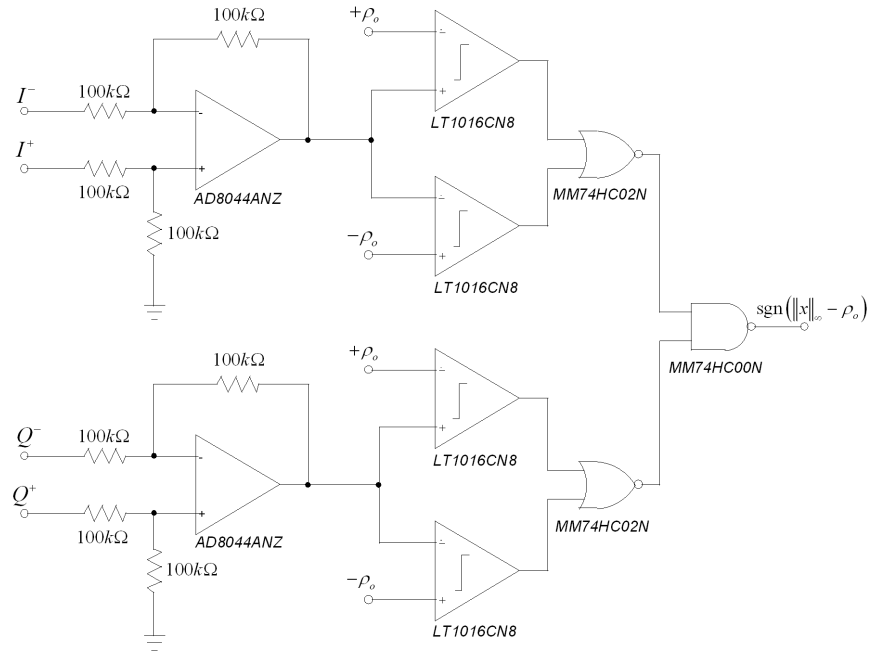 100kΩ
+ρₒ
-
I⁻
100kΩ
-
+
LT1016CN8
I⁺
100kΩ
+
AD8044ANZ
MM74HC02N
100kΩ
-
−ρₒ
+
LT1016CN8
sgn(‖x‖∞ − ρₒ)
MM74HC00N
100kΩ
+ρₒ
-
Q⁻
100kΩ
-
+
LT1016CN8
Q⁺
100kΩ
+
AD8044ANZ
MM74HC02N
100kΩ
-
−ρₒ
+
LT1016CN8